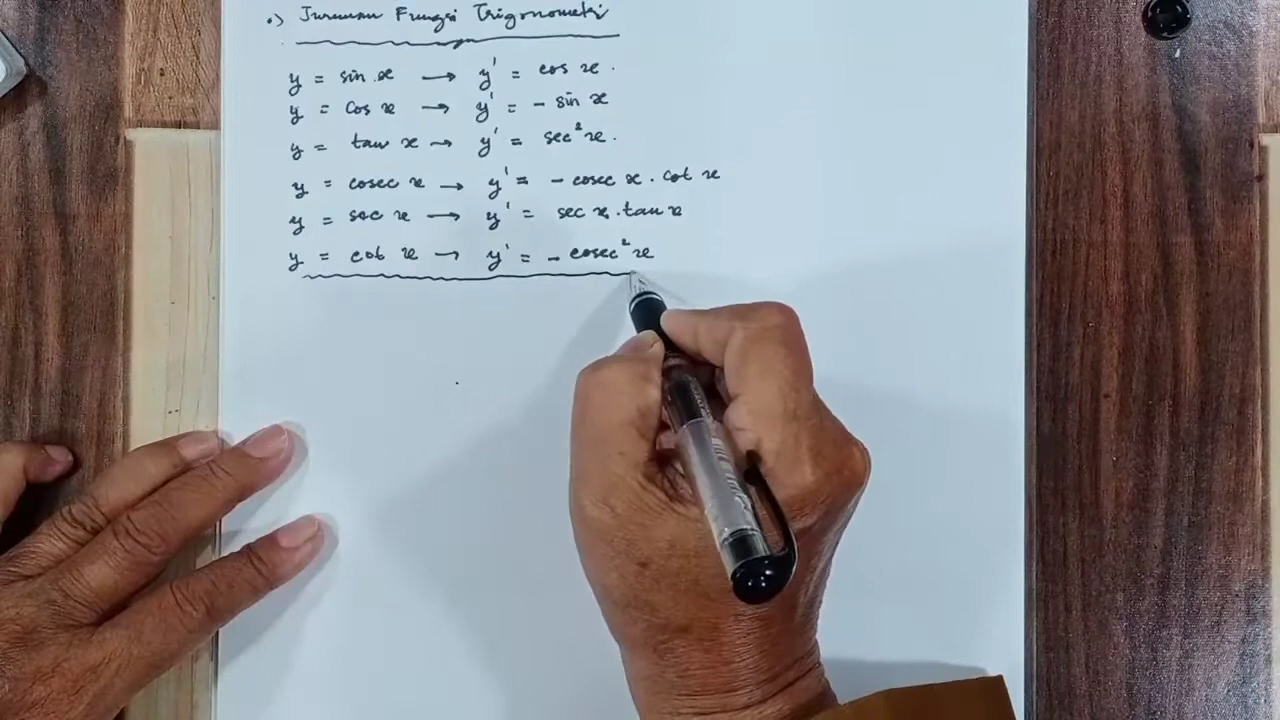 •) Turunan Fungsi Trigonometri
y = sin x → y' = cos x.
y = cos x → y' = - sin x
y = tan x → y' = sec²x.
y = cosec x → y' = - cosec x . cot x
y = sec x → y' = sec x . tan x
y = cot x → y' = - cosec²x